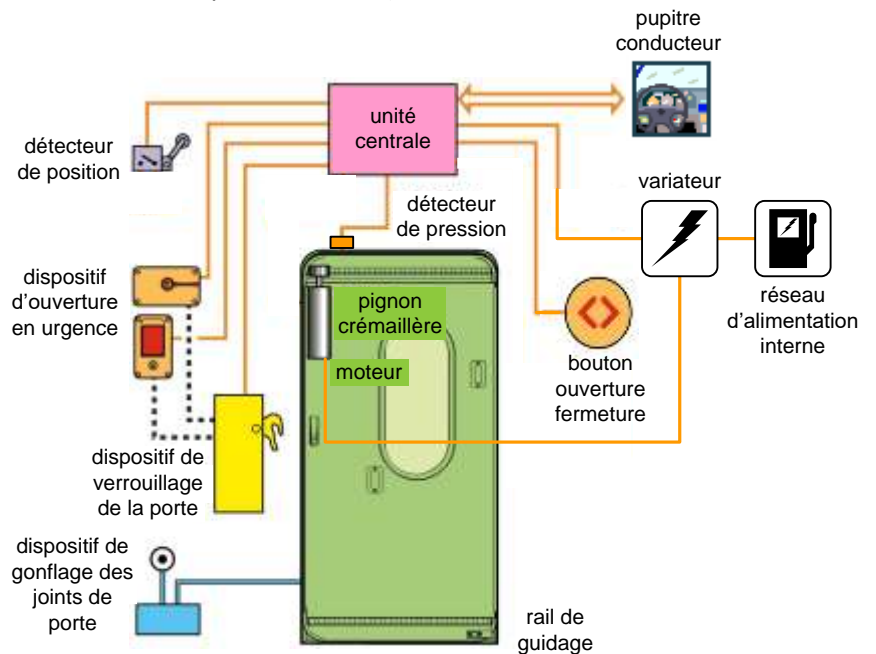 pupitre
conducteur
unité
centrale
détecteur
de position
variateur
détecteur
de pression
dispositif
d'ouverture
en urgence
pignon
crémaillère
moteur
réseau
d'alimentation
interne
bouton
ouverture
fermeture
dispositif de
verrouillage
de la porte
dispositif de
gonflage des
joints de
porte
rail de
guidage